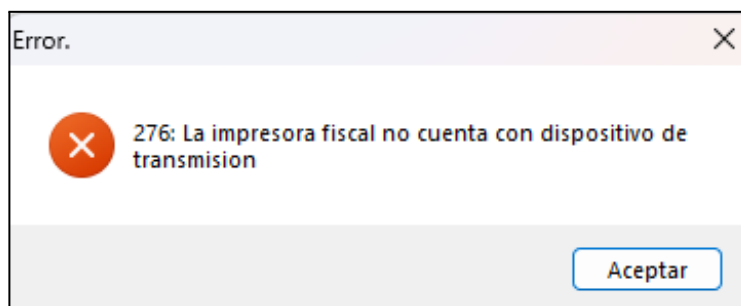 Error.
276: La impresora fiscal no cuenta con dispositivo de
transmision
Aceptar